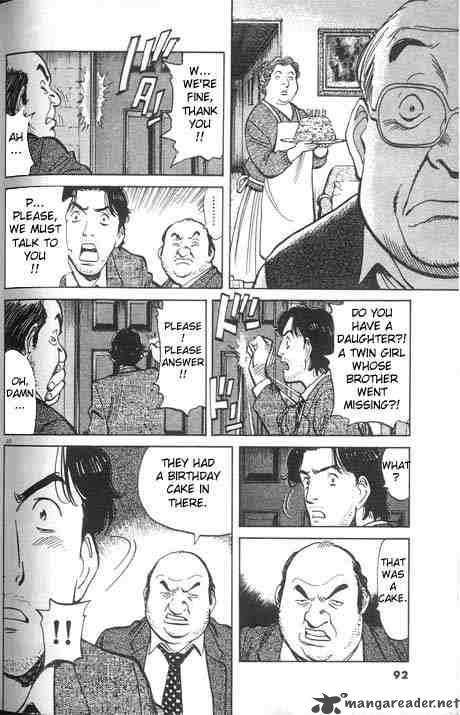 W...
WE'RE
FINE,
THANK
YOU
!!
AH
...
P...
PLEASE,
WE MUST
TALK TO
YOU
!!
DO YOU
HAVE A
DAUGHTER?!
A TWIN GIRL
WHOSE
BROTHER
WENT
MISSING?!
PLEASE
!
PLEASE
ANSWER
!!
OH,
DAMN
...
WHAT
?
THAT
WAS A
CAKE.
THEY HAD
A BIRTHDAY
CAKE IN
THERE.
!!
92
mangareader.net